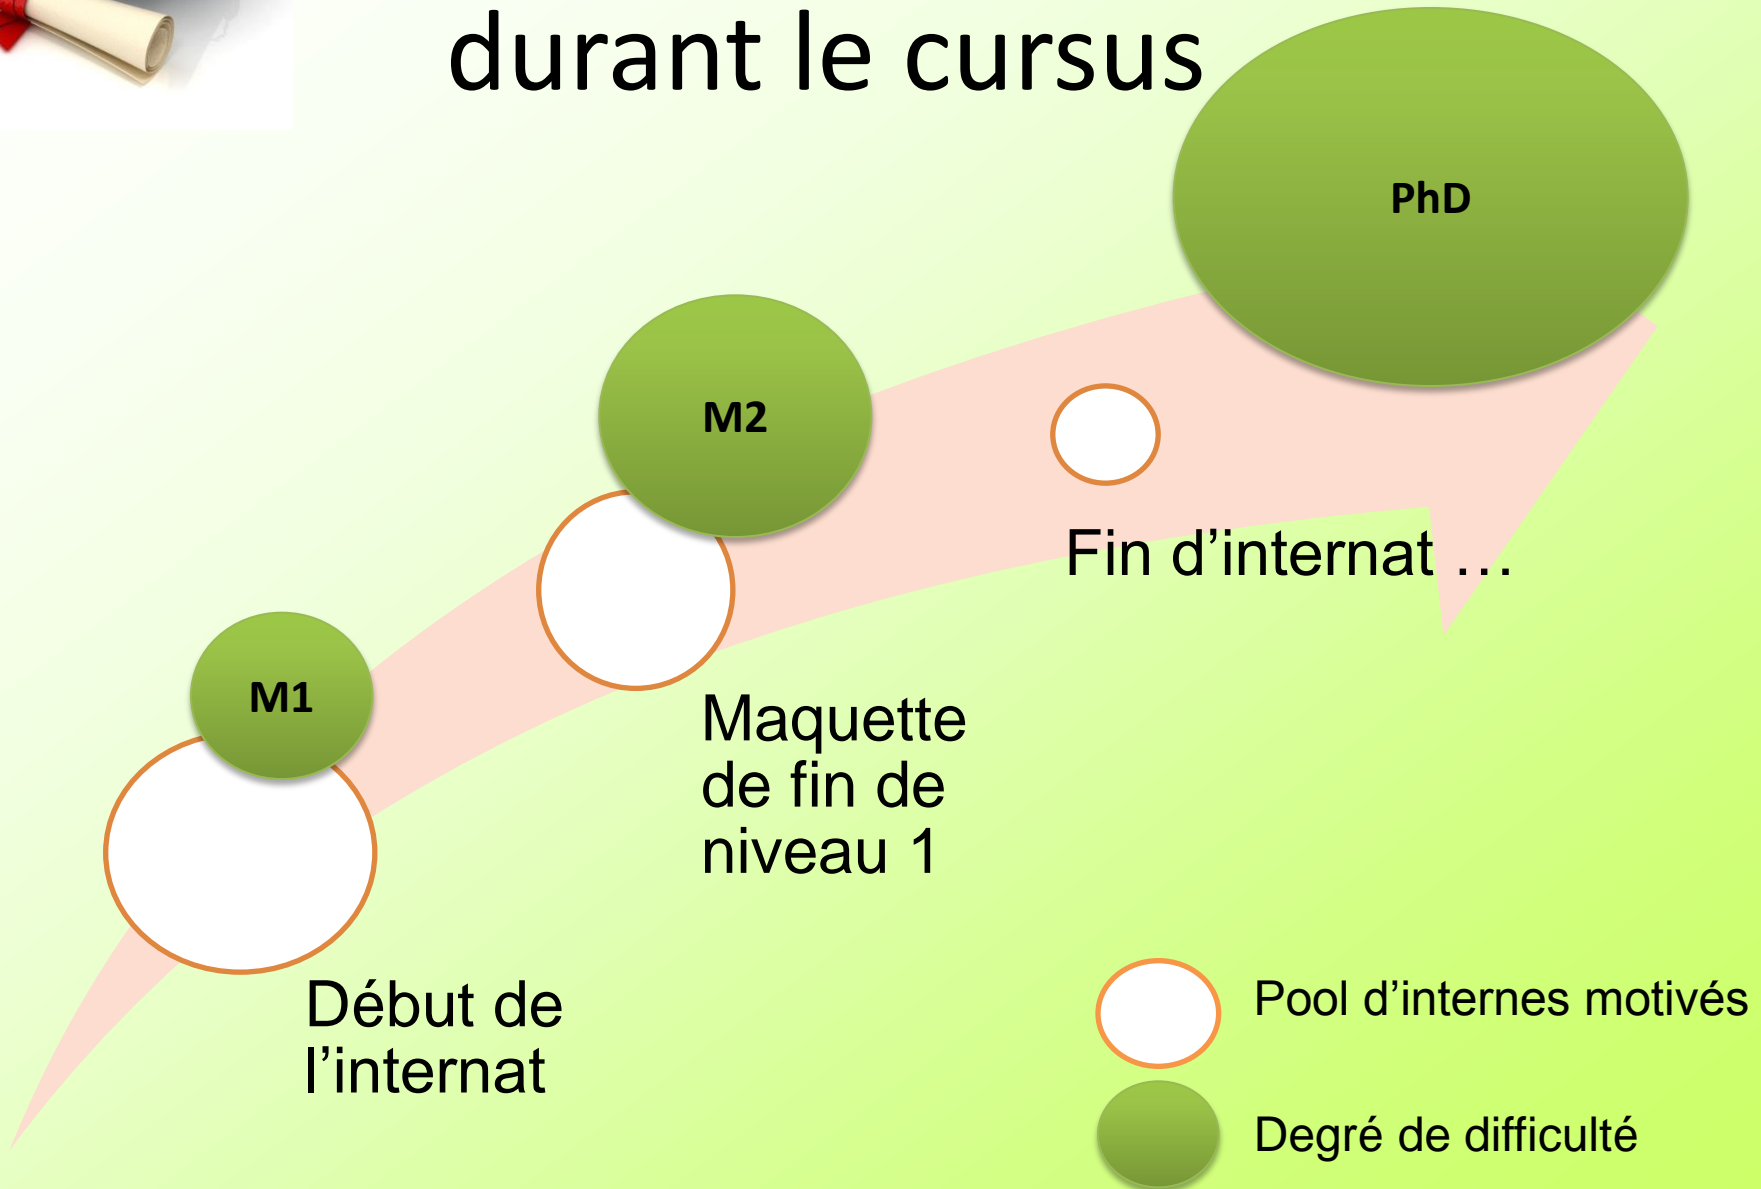 durant le cursus
PhD
M2
Fin d’internat …
M1
Maquette
de fin de
niveau 1
Début de
l’internat
Pool d’internes motivés
Degré de difficulté